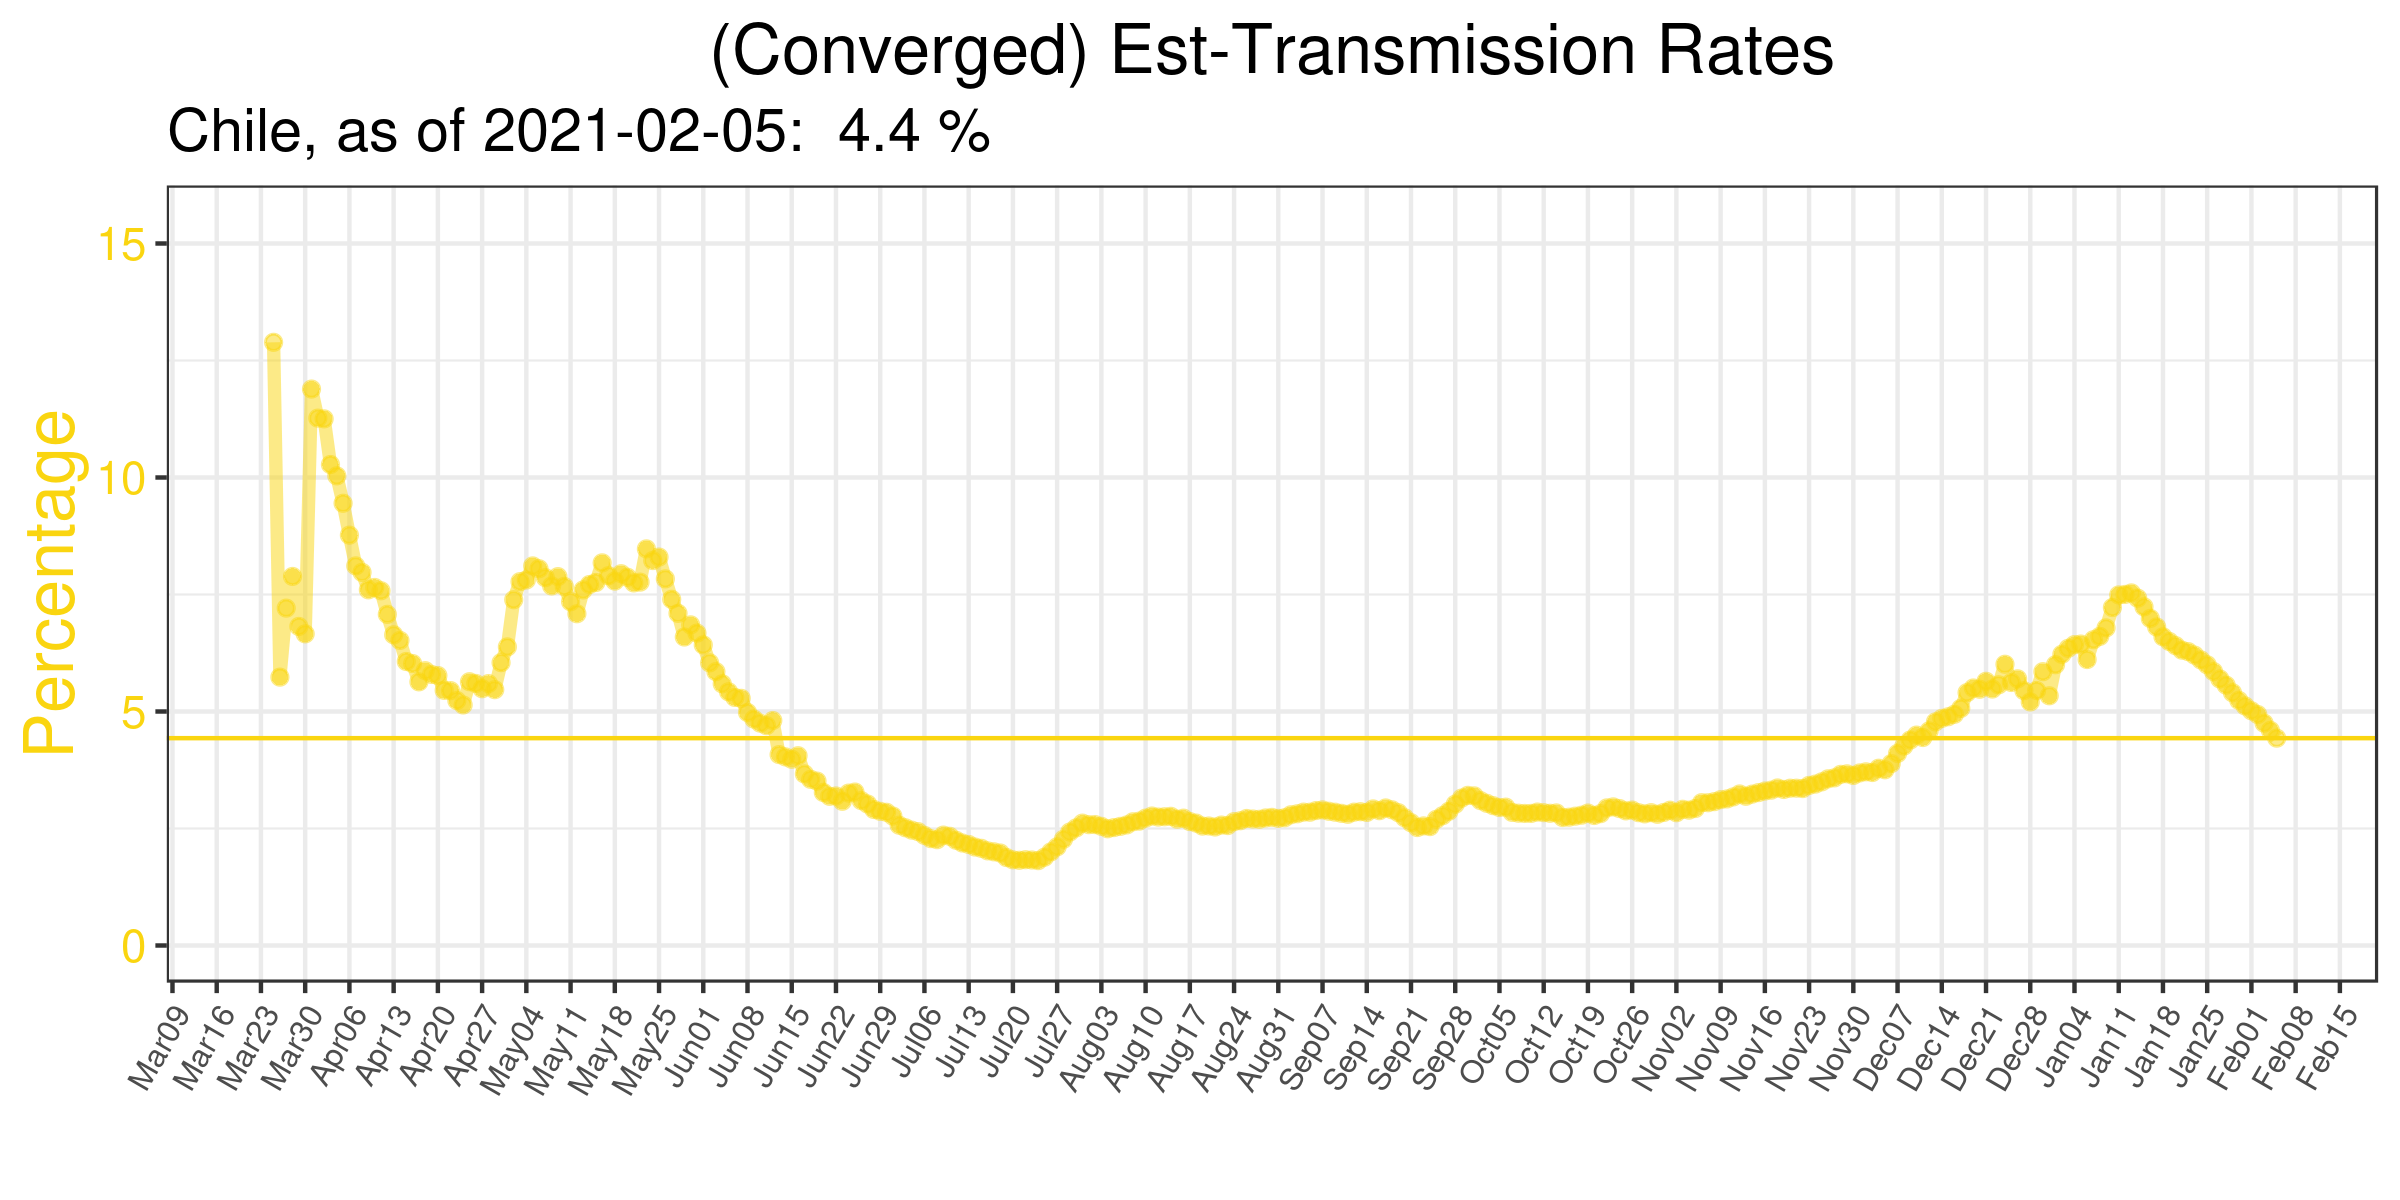 (Converged) Est-Transmission Rates
Chile, as of 2021-02-05:  4.4 %
Percentage
15
10
5
0
Mar09
Mar16
Mar23
Mar30
Apr06
Apr13
Apr20
Apr27
May04
May11
May18
May25
Jun01
Jun08
Jun15
Jun22
Jun29
Jul06
Jul13
Jul20
Jul27
Aug03
Aug10
Aug17
Aug24
Aug31
Sep07
Sep14
Sep21
Sep28
Oct05
Oct12
Oct19
Oct26
Nov02
Nov09
Nov16
Nov23
Nov30
Dec07
Dec14
Dec21
Dec28
Jan04
Jan11
Jan18
Jan25
Feb01
Feb08
Feb15